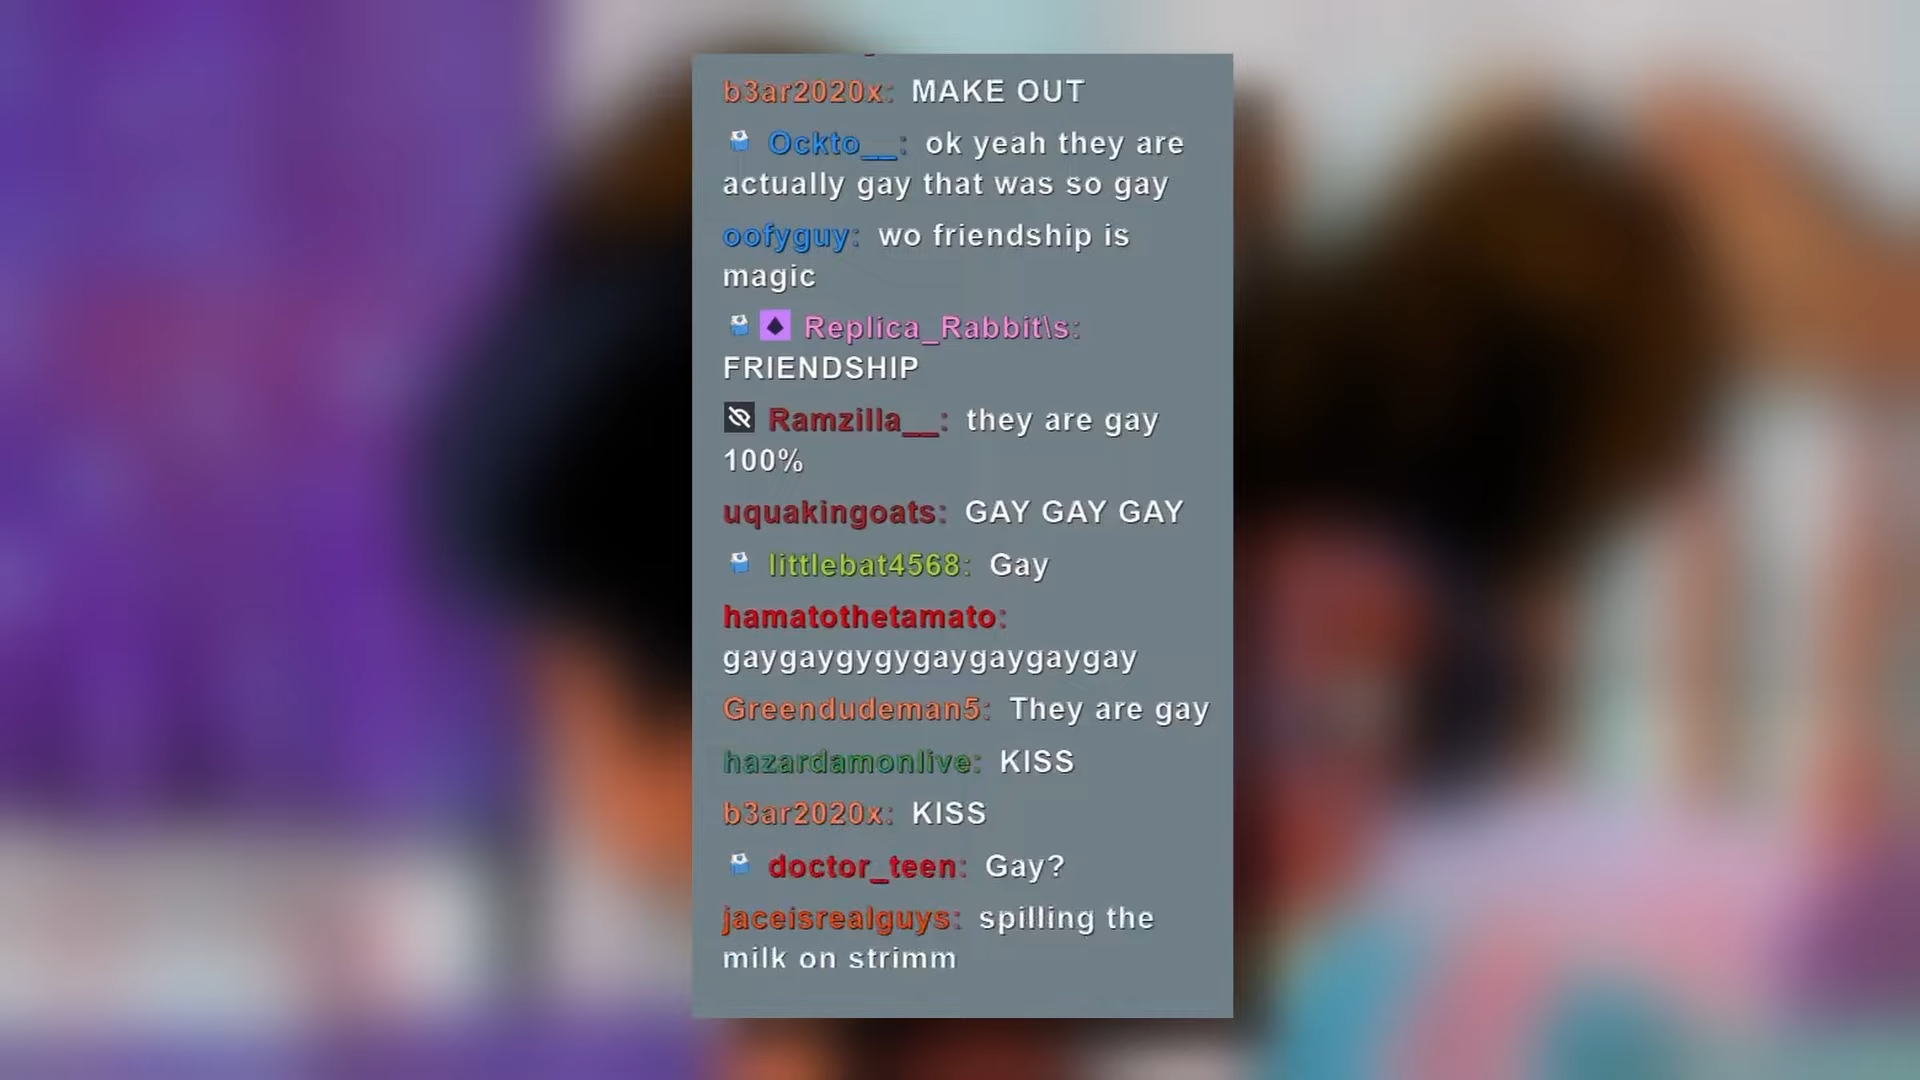 b3ar2020x: MAKE OUT
Ockto__: ok yeah they are
actually gay that was so gay
oofyguy: wo friendship is
magic
Replica_Rabbit\s:
FRIENDSHIP
Ramzilla__: they are gay
100%
uquakingoats: GAY GAY GAY
littlebat4568: Gay
hamatothetamato:
gaygaygygygaygaygaygay
Greendudeman5: They are gay
hazardamonlive: KISS
b3ar2020x: KISS
doctor_teen: Gay?
jaceisrealguys: spilling the
milk on strimm